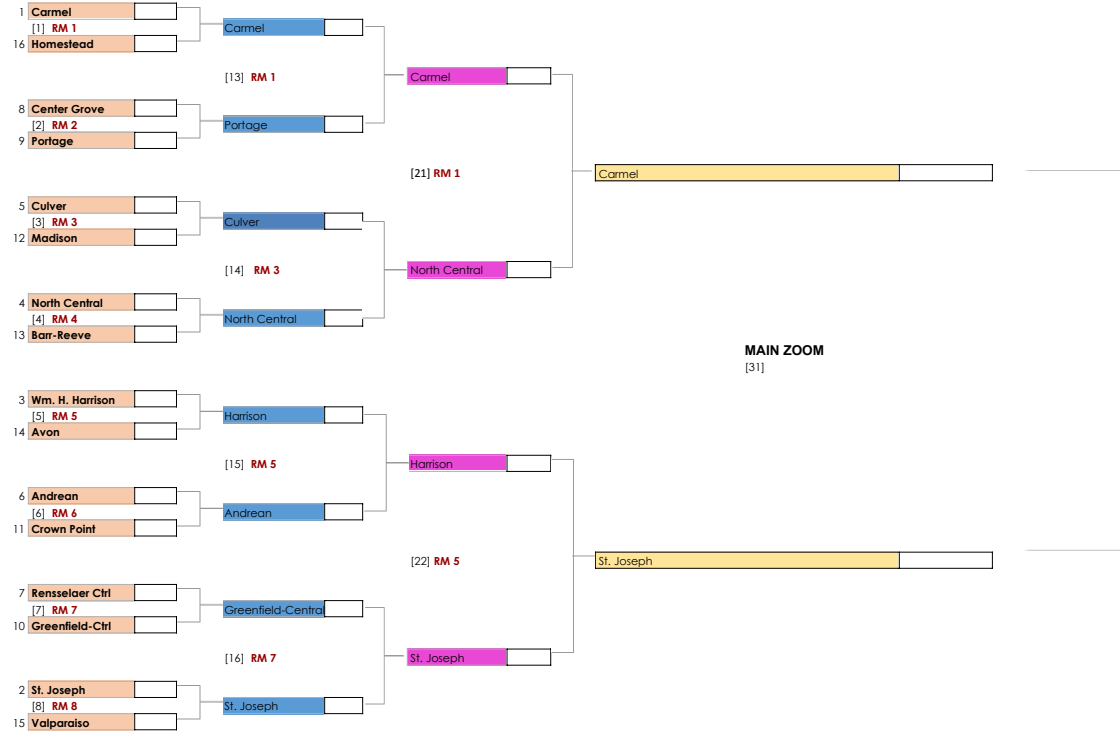 1 Carmel
[1] RM 1
16 Homestead
Carmel
[13] RM 1
8 Center Grove
[2] RM 2
9 Portage
Portage
Carmel
[21] RM 1
Carmel
5 Culver
[3] RM 3
12 Madison
Culver
[14] RM 3
4 North Central
[4] RM 4
13 Barr-Reeve
North Central
North Central
MAIN ZOOM
[31]
3 Wm. H. Harrison
[5] RM 5
14 Avon
Harrison
[15] RM 5
6 Andrean
[6] RM 6
11 Crown Point
Andrean
Harrison
[22] RM 5
St. Joseph
7 Rensselaer Ctrl
[7] RM 7
10 Greenfield-Ctrl
Greenfield-Central
[16] RM 7
2 St. Joseph
[8] RM 8
15 Valparaiso
St. Joseph
St. Joseph